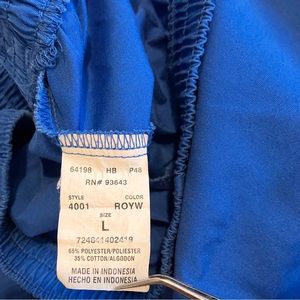 64198 HB P48
RN# 93643
STYLE COLOR
4001 ROYW
SIZE
L
724841402419
65% POLYESTER/POLIESTER
35% COTTON/ALGODON
MADE IN INDONESIA
HECHO EN INDONESIA